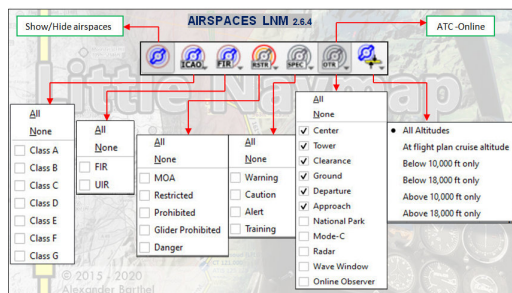 AIRSPACES LNM 2.6.4
Show/Hide airspaces
ATC -Online
ICAO
FIR
RSTR
SPEC
OTR
All
None
Class A
Class B
Class C
Class D
Class E
Class F
Class G
All
None
FIR
UIR
All
None
MOA
Restricted
Prohibited
Glider Prohibited
Danger
All
None
Warning
Caution
Alert
Training
All
None
Center
Tower
Clearance
Ground
Departure
Approach
National Park
Mode-C
Radar
Wave Window
Online Observer
All Altitudes
At flight plan cruise altitude
Below 10,000 ft only
Below 18,000 ft only
Above 10,000 ft only
Above 18,000 ft only
Little Navmap
© 2015 - 2020
Alexander Barthel